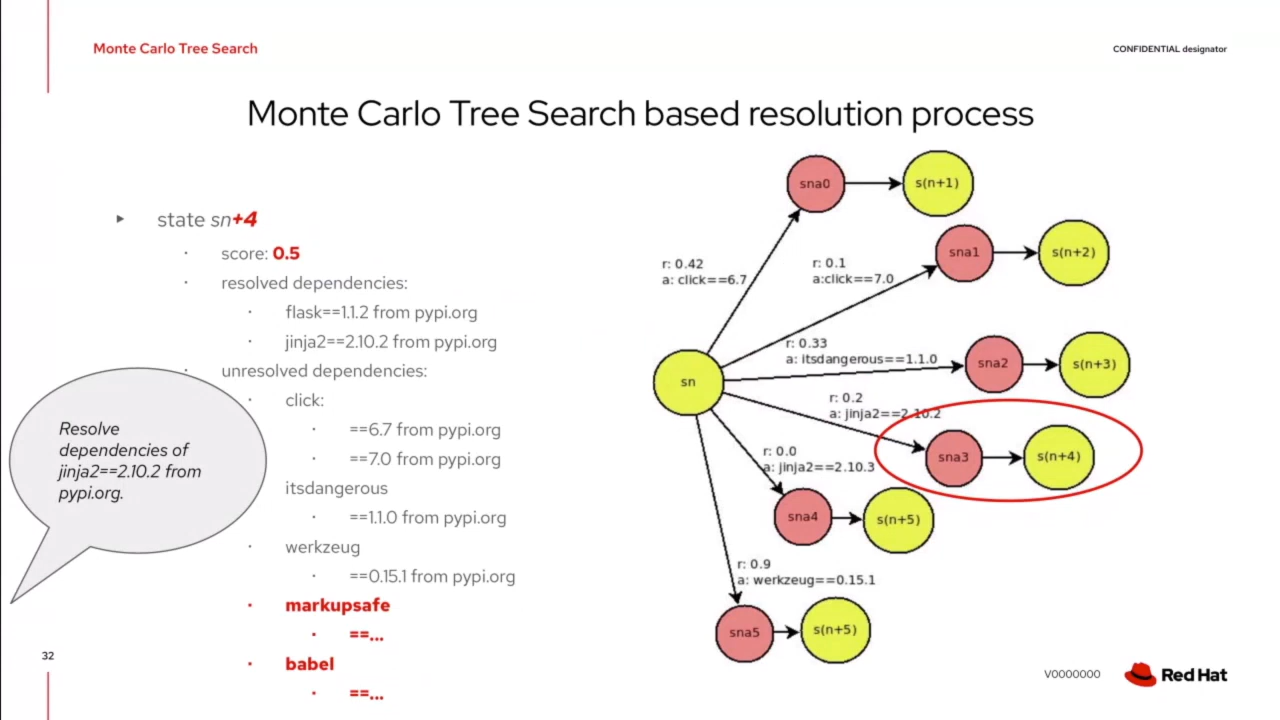 Monte Carlo Tree Search
CONFIDENTIAL designator
Monte Carlo Tree Search based resolution process
state sn+4
score: 0.5
resolved dependencies:
flask==1.1.2 from pypi.org
jinja2==2.10.2 from pypi.org
unresolved dependencies:
click:
==6.7 from pypi.org
==7.0 from pypi.org
itsdangerous
==1.1.0 from pypi.org
werkzeug
==0.15.1 from pypi.org
markupsafe
==...
babel
==...
Resolve
dependencies of
jinja2==2.10.2 from
pypi.org.
sna0
s(n+1)
r: 0.42
a: click==6.7
sna1
s(n+2)
r: 0.1
a:click==7.0
r: 0.33
a: itsdangerous==1.1.0
sna2
s(n+3)
sn
r: 0.2
a: jinja2==2.10.2
sna3
s(n+4)
r: 0.0
a: jinja2==2.10.3
sna4
s(n+5)
r: 0.9
a: werkzeug==0.15.1
sna5
s(n+5)
32
V0000000
Red Hat